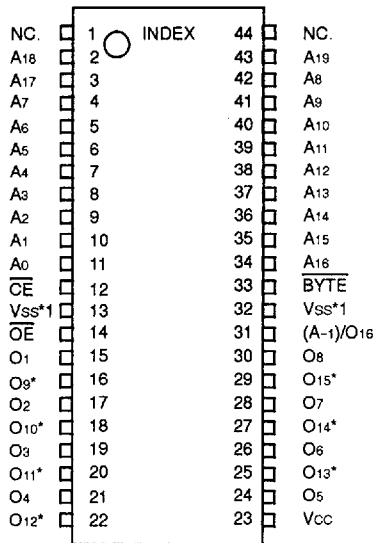 NC. 1 INDEX 44 NC.
A18 2 43 A19
A17 3 42 A8
A7 4 41 A9
A6 5 40 A10
A5 6 39 A11
A4 7 38 A12
A3 8 37 A13
A2 9 36 A14
A1 10 35 A15
A0 11 34 A16
CE 12 33 BYTE
Vss*1 13 32 Vss*1
OE 14 31 (A-1)/O16
O1 15 30 O8
O9* 16 29 O15*
O2 17 28 O7
O10* 18 27 O14*
O3 19 26 O6
O11* 20 25 O13*
O4 21 24 O5
O12* 22 23 Vcc